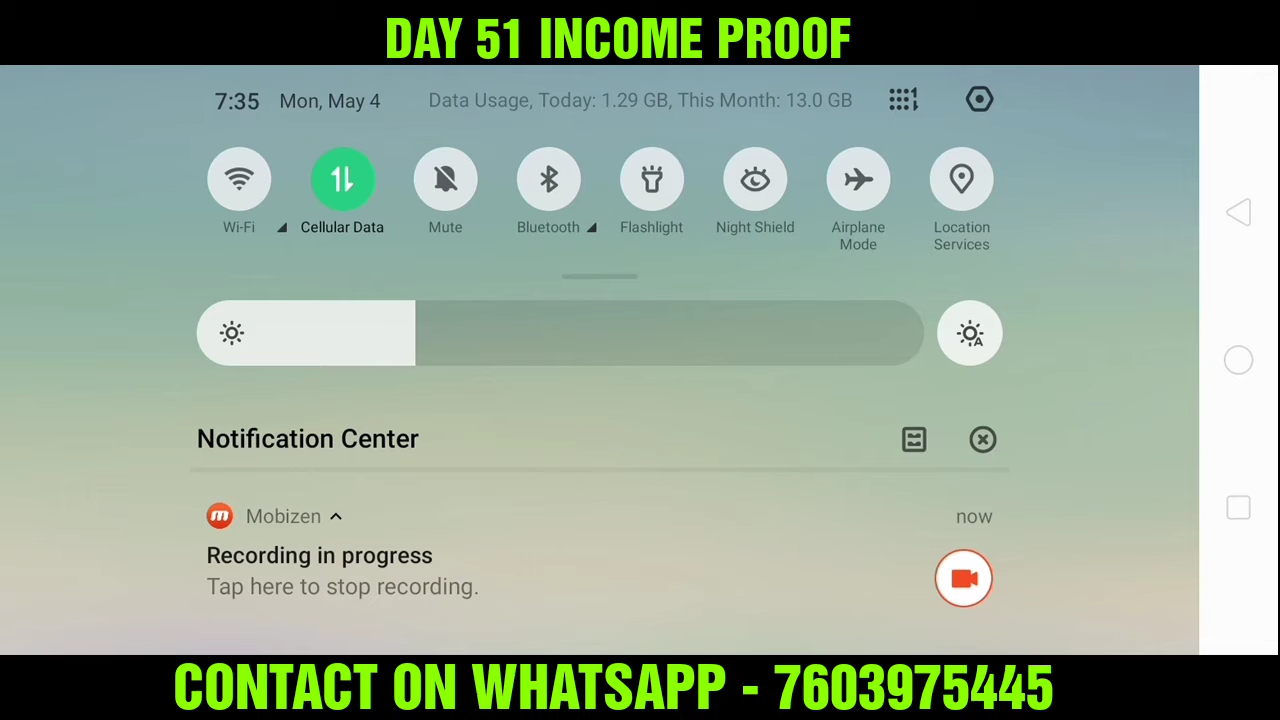 DAY 51 INCOME PROOF
7:35 Mon, May 4 Data Usage, Today: 1.29 GB, This Month: 13.0 GB
Wi-Fi Cellular Data Mute Bluetooth Flashlight Night Shield Airplane Mode Location Services
Notification Center
Mobizen now
Recording in progress
Tap here to stop recording.
CONTACT ON WHATSAPP - 7603975445